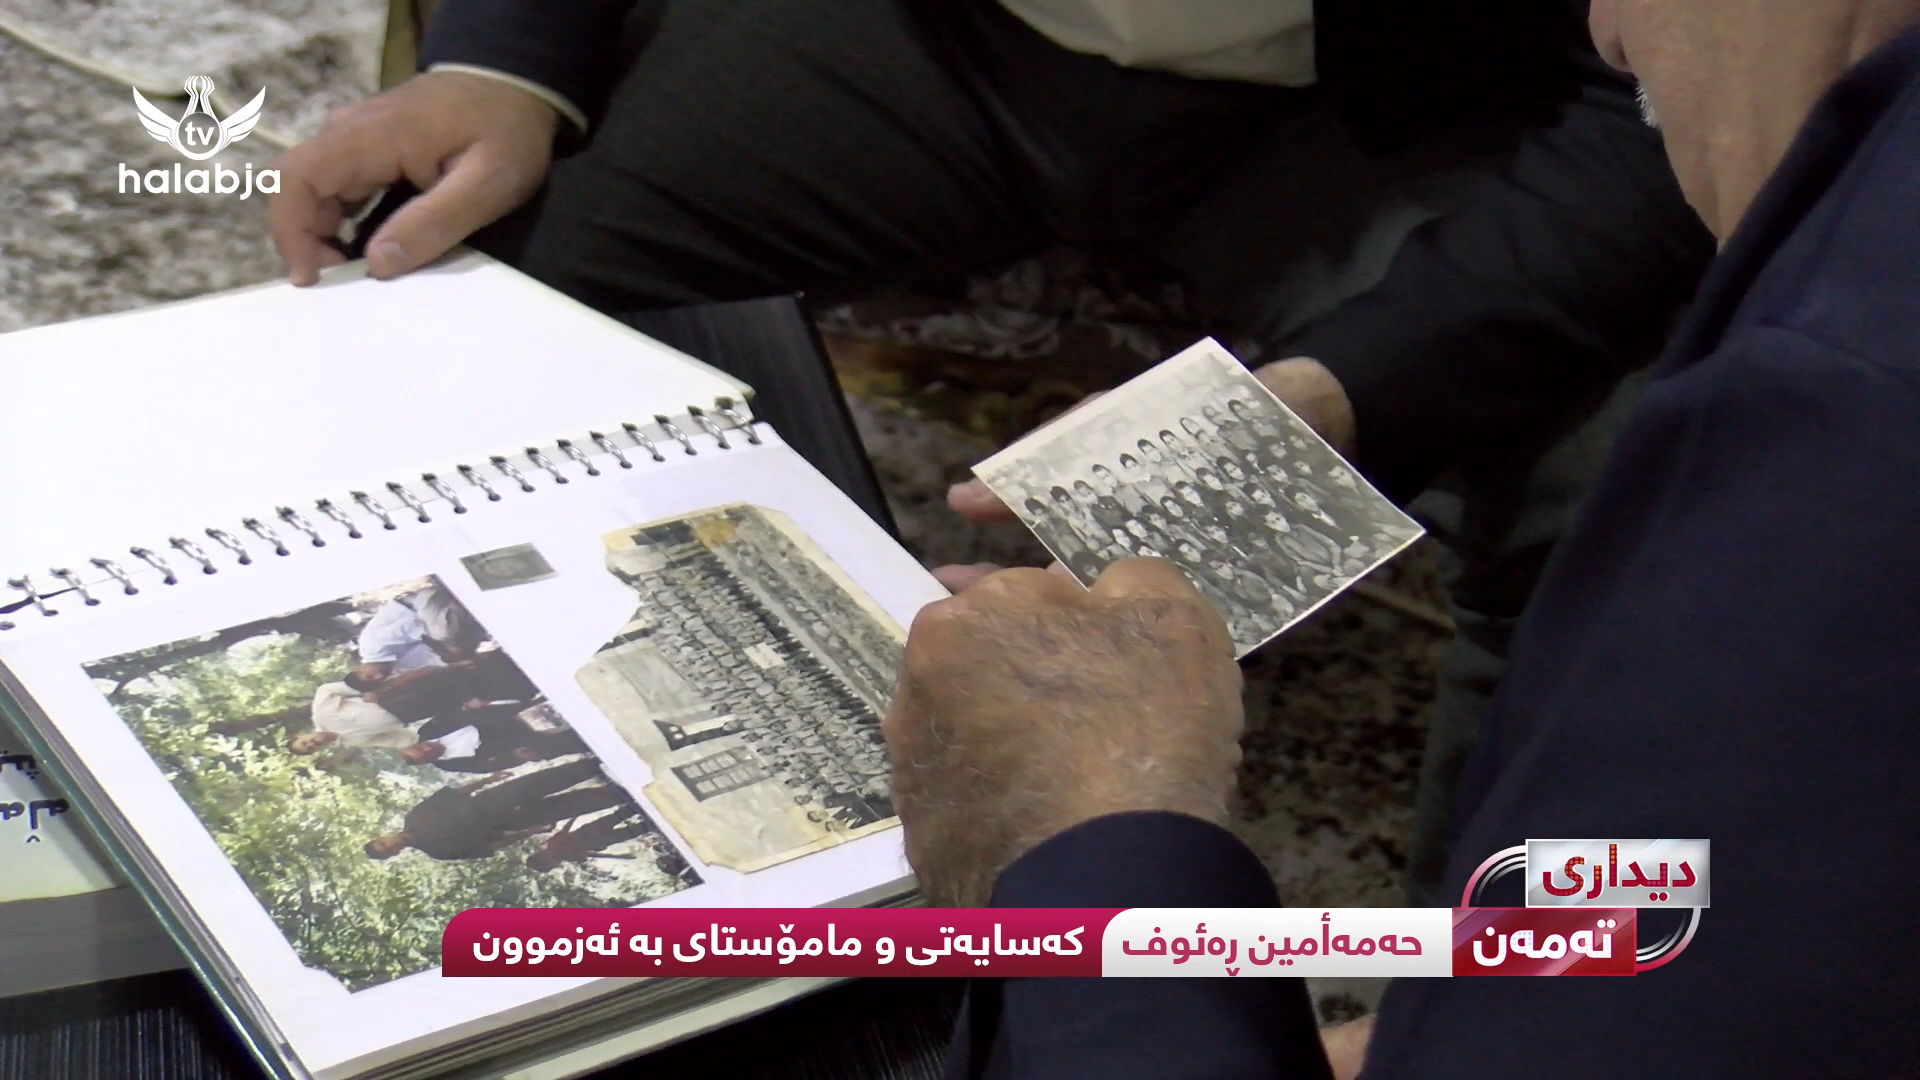 tv
halabja
دیداری
تەمەن
حەمەأمین ڕەئوف
کەسایەتی و مامۆستای بە ئەزموون